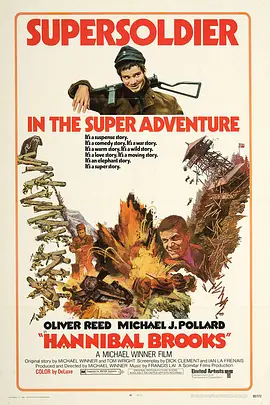 SUPERSOLDIER
IN THE SUPER ADVENTURE
It's a suspense story.
It's a comedy story. It's a war story.
It's a warm story. It's a wild story.
It's a love story. It's a moving story.
It's an elephant story.
It's a super story.
OLIVER REED MICHAEL J. POLLARD
"HANNIBAL BROOKS"
A MICHAEL WINNER FILM
Original story by MICHAEL WINNER and TOM WRIGHT Screenplay by DICK CLEMENT and IAN LA FRENAIS
Produced and Directed by MICHAEL WINNER Music by FRANCIS LAI A Scimitar Films Production
COLOR by DeLuxe
United Artists